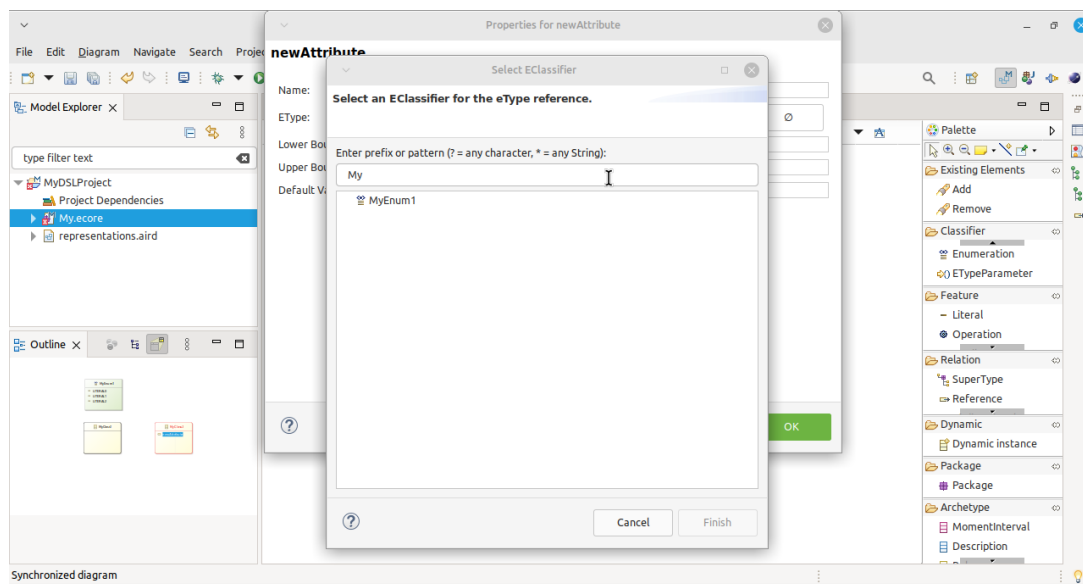 Properties for newAttribute
File Edit Diagram Navigate Search Projec
newAttribute
Select EClassifier
Name:
Select an EClassifier for the eType reference.
Model Explorer
EType:
Ø
Palette
Lower Bou
type filter text
Enter prefix or pattern (? = any character, * = any String):
Upper Bou
Existing Elements
My
MyDSLProject
Default Va
Add
Project Dependencies
MyEnum1
Remove
My.ecore
Classifier
representations.aird
Enumeration
ETypeParameter
Feature
Literal
Operation
Outline
Relation
SuperType
Reference
Dynamic
OK
Dynamic instance
Package
Package
Archetype
Cancel
Finish
MomentInterval
Description
Synchronized diagram